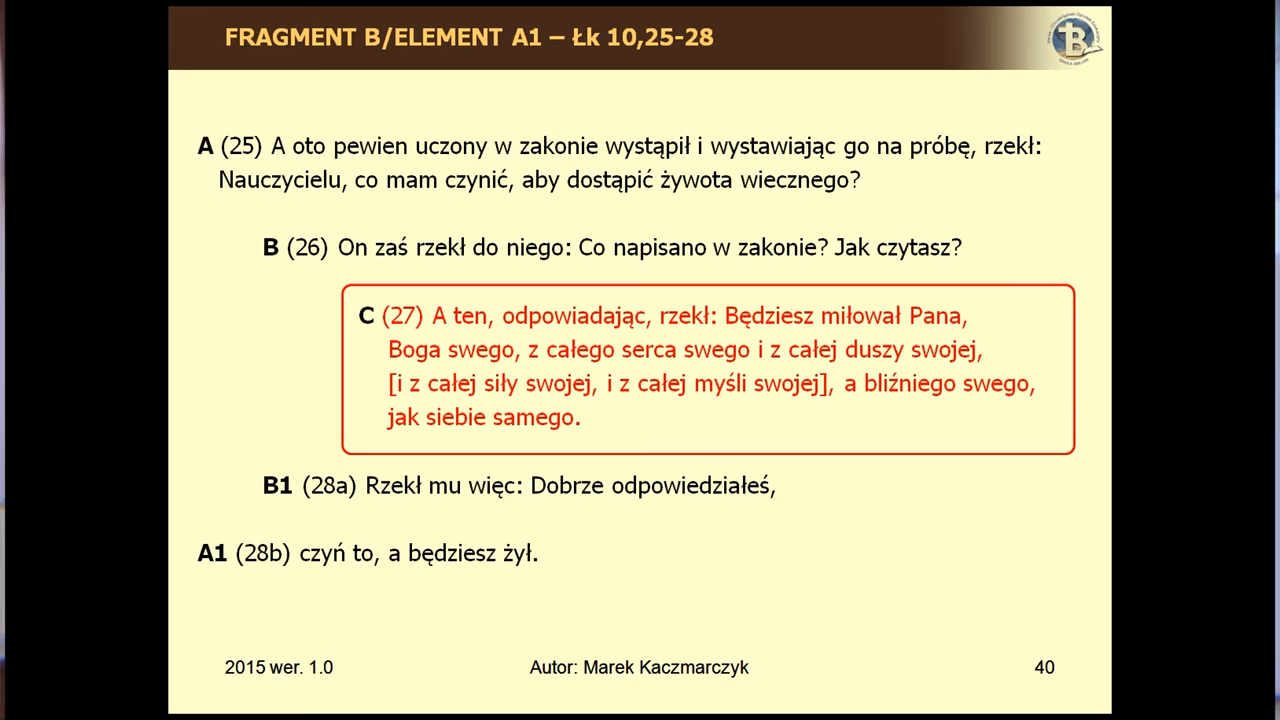 FRAGMENT B/ELEMENT A1 – Łk 10,25-28
A (25) A oto pewien uczony w zakonie wystąpił i wystawiając go na próbę, rzekł:
Nauczycielu, co mam czynić, aby dostąpić żywota wiecznego?
B (26) On zaś rzekł do niego: Co napisano w zakonie? Jak czytasz?
C (27) A ten, odpowiadając, rzekł: Będziesz miłował Pana,
Boga swego, z całego serca swego i z całej duszy swojej,
[i z całej siły swojej, i z całej myśli swojej], a bliźniego swego,
jak siebie samego.
B1 (28a) Rzekł mu więc: Dobrze odpowiedziałeś,
A1 (28b) czyń to, a będziesz żył.
2015 wer. 1.0 Autor: Marek Kaczmarczyk 40